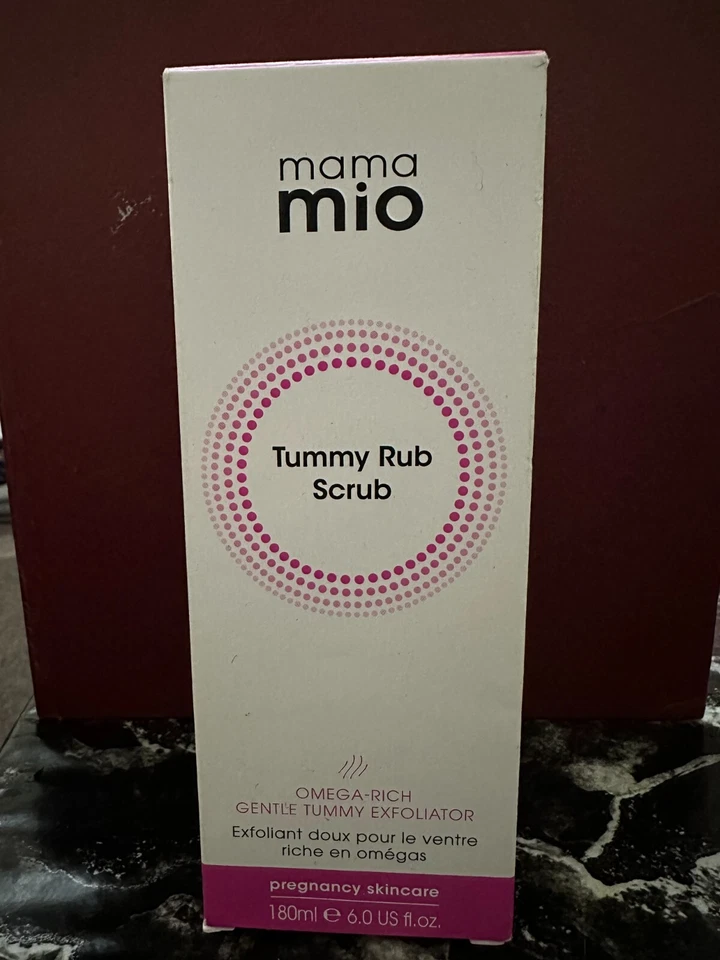 mama
mio
Tummy Rub
Scrub
OMEGA-RICH
GENTLE TUMMY EXFOLIATOR
Exfoliant doux pour le ventre
riche en omégas
pregnancy skincare
180ml ℮ 6.0 US fl.oz.